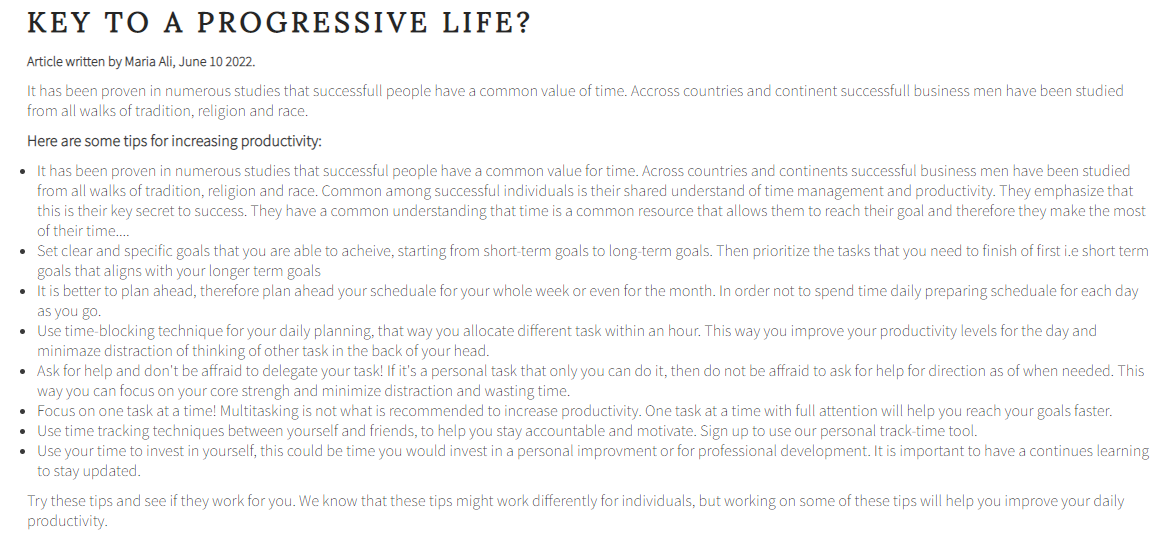 KEY TO A PROGRESSIVE LIFE?
Article written by Maria Ali, June 10 2022.
It has been proven in numerous studies that successfull people have a common value of time. Accross countries and continent successfull business men have been studied
from all walks of tradition, religion and race.
Here are some tips for increasing productivity:
• It has been proven in numerous studies that successful people have a common value for time. Across countries and continents successful business men have been studied
from all walks of tradition, religion and race. Common among successful individuals is their shared understand of time management and productivity. They emphasize that
this is their key secret to success. They have a common understanding that time is a common resource that allows them to reach their goal and therefore they make the most
of their time....
• Set clear and specific goals that you are able to acheive, starting from short-term goals to long-term goals. Then prioritize the tasks that you need to finish of first i.e short term
goals that aligns with your longer term goals
• It is better to plan ahead, therefore plan ahead your scheduale for your whole week or even for the month. In order not to spend time daily preparing scheduale for each day
as you go.
• Use time-blocking technique for your daily planning, that way you allocate different task within an hour. This way you improve your productivity levels for the day and
minimaze distraction of thinking of other task in the back of your head.
• Ask for help and don't be affraid to delegate your task! If it's a personal task that only you can do it, then do not be affraid to ask for help for direction as of when needed. This
way you can focus on your core strengh and minimize distraction and wasting time.
• Focus on one task at a time! Multitasking is not what is recommended to increase productivity. One task at a time with full attention will help you reach your goals faster.
• Use time tracking techniques between yourself and friends, to help you stay accountable and motivate. Sign up to use our personal track-time tool.
• Use your time to invest in yourself, this could be time you would invest in a personal improvment or for professional development. It is important to have a continues learning
to stay updated.
Try these tips and see if they work for you. We know that these tips might work differently for individuals, but working on some of these tips will help you improve your daily
productivity.